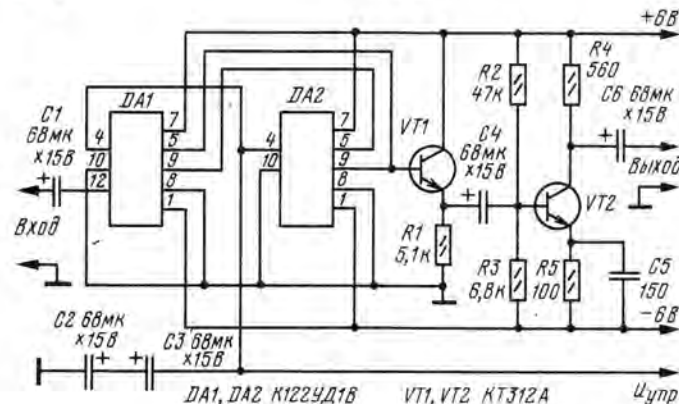 +6В
R4
560
R2
47к
C6 68мк
×15В
C1
68мк
×15В
DA1
DA2
VT1
C4
68мк
×15В
7
5
9
8
1
4
10
12
7
5
9
8
1
4
10
Вход
Выход
VT2
R1
5,1к
R3
6,8к
R5
100
C5
150
−6В
C2 68мк
×15В
C3 68мк
×15В
DA1, DA2 К122УД1В
VT1, VT2 КТ312А
Uупр